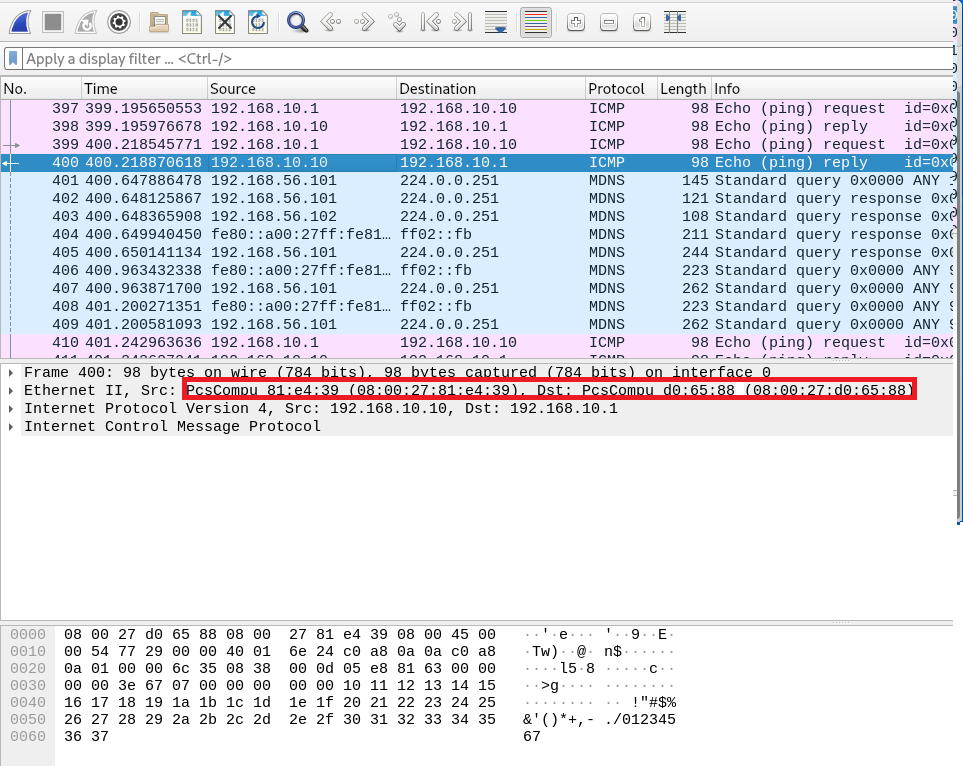 Apply a display filter ... <Ctrl-/>
No. Time Source Destination Protocol Length Info
397 399.195650553 192.168.10.1 192.168.10.10 ICMP 98 Echo (ping) request id=0x0
398 399.195976678 192.168.10.10 192.168.10.1 ICMP 98 Echo (ping) reply id=0x0
399 400.218545771 192.168.10.1 192.168.10.10 ICMP 98 Echo (ping) request id=0x0
400 400.218870618 192.168.10.10 192.168.10.1 ICMP 98 Echo (ping) reply id=0x0
401 400.647886478 192.168.56.101 224.0.0.251 MDNS 145 Standard query 0x0000 ANY
402 400.648125867 192.168.56.101 224.0.0.251 MDNS 121 Standard query response 0x0
403 400.648365908 192.168.56.102 224.0.0.251 MDNS 108 Standard query response 0x0
404 400.649940450 fe80::a00:27ff:fe81… ff02::fb MDNS 211 Standard query response 0x0
405 400.650141134 192.168.56.101 224.0.0.251 MDNS 244 Standard query response 0x0
406 400.963432338 fe80::a00:27ff:fe81… ff02::fb MDNS 223 Standard query 0x0000 ANY 9
407 400.963871700 192.168.56.101 224.0.0.251 MDNS 262 Standard query 0x0000 ANY 9
408 401.200271351 fe80::a00:27ff:fe81… ff02::fb MDNS 223 Standard query 0x0000 ANY 9
409 401.200581093 192.168.56.101 224.0.0.251 MDNS 262 Standard query 0x0000 ANY 9
410 401.242963636 192.168.10.1 192.168.10.10 ICMP 98 Echo (ping) request id=0x0
Frame 400: 98 bytes on wire (784 bits), 98 bytes captured (784 bits) on interface 0
Ethernet II, Src: PcsCompu_81:e4:39 (08:00:27:81:e4:39), Dst: PcsCompu_d0:65:88 (08:00:27:d0:65:88)
Internet Protocol Version 4, Src: 192.168.10.10, Dst: 192.168.10.1
Internet Control Message Protocol
0000 08 00 27 d0 65 88 08 00 27 81 e4 39 08 00 45 00 ··'·e··· '··9··E·
0010 00 54 77 29 00 00 40 01 6e 24 c0 a8 0a 0a c0 a8 ·Tw)··@· n$······
0020 0a 01 00 00 6c 35 08 38 00 0d 05 e8 81 63 00 00 ····l5·8 ·····c··
0030 00 00 3e 67 07 00 00 00 00 00 10 11 12 13 14 15 ··>g···· ········
0040 16 17 18 19 1a 1b 1c 1d 1e 1f 20 21 22 23 24 25 ········ ·· !"#$%
0050 26 27 28 29 2a 2b 2c 2d 2e 2f 30 31 32 33 34 35 &'()*+,- ./012345
0060 36 37 67